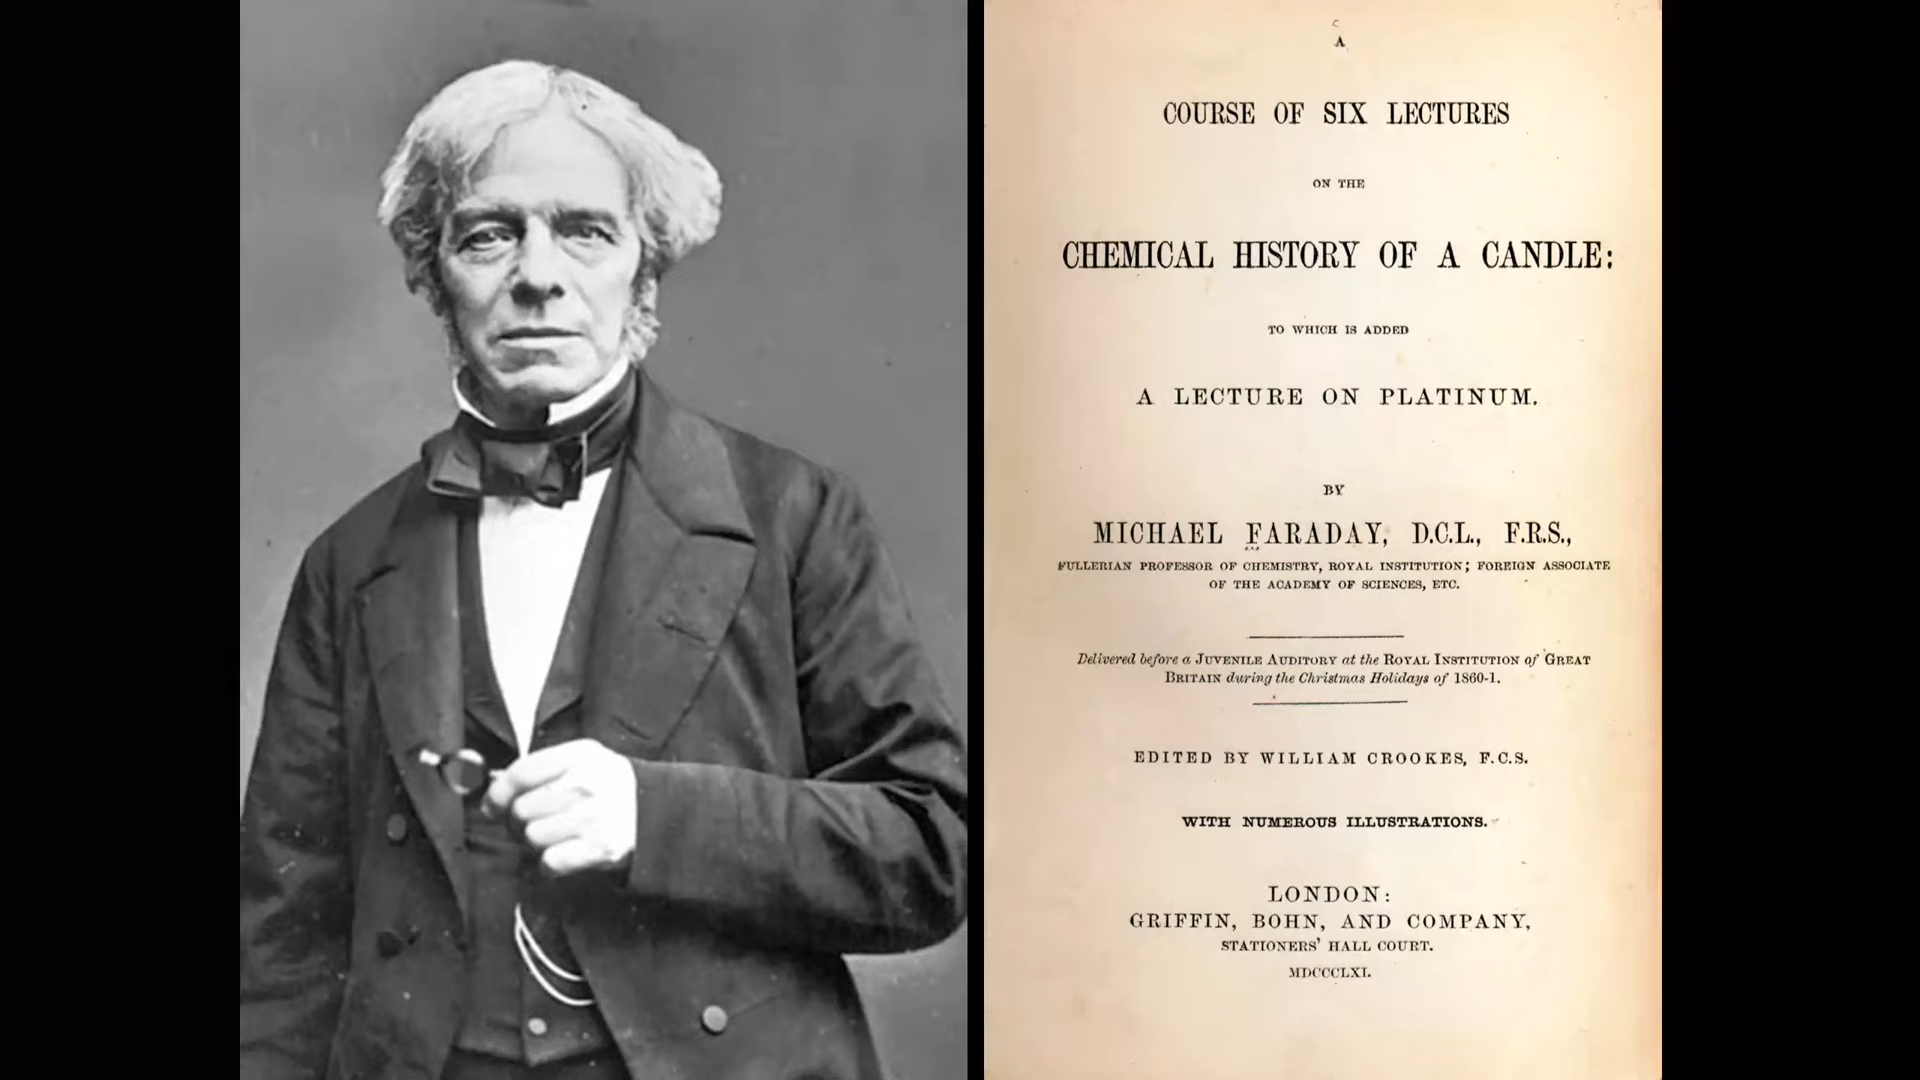 A
COURSE OF SIX LECTURES
ON THE
CHEMICAL HISTORY OF A CANDLE:
TO WHICH IS ADDED
A LECTURE ON PLATINUM.
BY
MICHAEL FARADAY, D.C.L., F.R.S.,
FULLERIAN PROFESSOR OF CHEMISTRY, ROYAL INSTITUTION; FOREIGN ASSOCIATE
OF THE ACADEMY OF SCIENCES, ETC.
Delivered before a JUVENILE AUDITORY at the ROYAL INSTITUTION of GREAT
BRITAIN during the Christmas Holidays of 1860-1.
EDITED BY WILLIAM CROOKES, F.C.S.
WITH NUMEROUS ILLUSTRATIONS.
LONDON:
GRIFFIN, BOHN, AND COMPANY,
STATIONERS' HALL COURT.
MDCCCLXI.